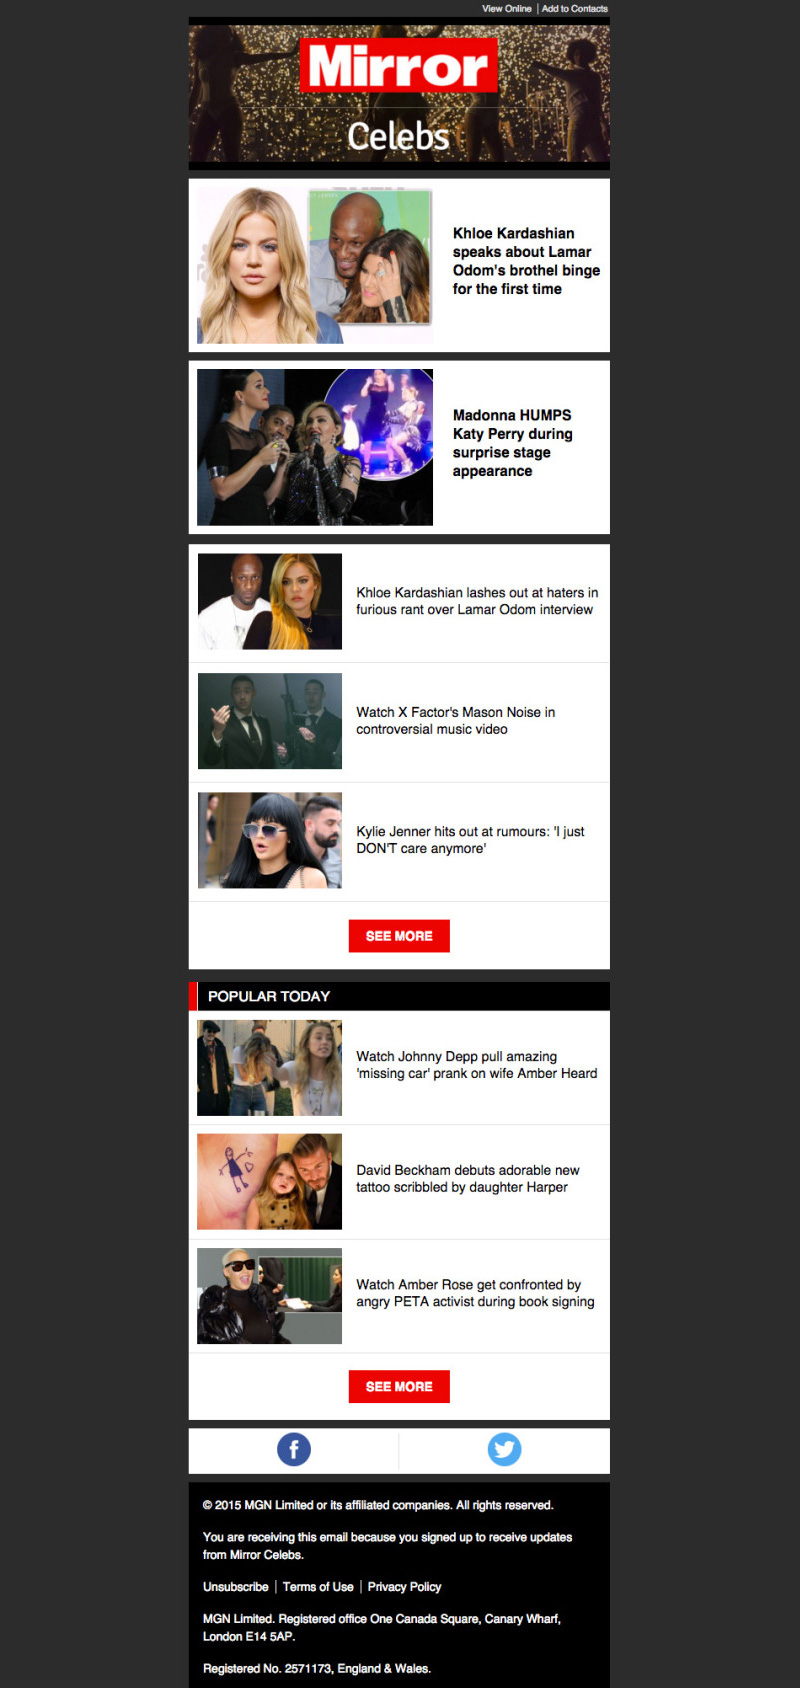 View Online | Add to Contacts
Mirror
Celebs
Khloe Kardashian
speaks about Lamar
Odom's brothel binge
for the first time
Madonna HUMPS
Katy Perry during
surprise stage
appearance
Khloe Kardashian lashes out at haters in
furious rant over Lamar Odom interview
Watch X Factor's Mason Noise in
controversial music video
Kylie Jenner hits out at rumours: 'I just
DON'T care anymore'
SEE MORE
POPULAR TODAY
Watch Johnny Depp pull amazing
'missing car' prank on wife Amber Heard
David Beckham debuts adorable new
tattoo scribbled by daughter Harper
Watch Amber Rose get confronted by
angry PETA activist during book signing
SEE MORE
© 2015 MGN Limited or its affiliated companies. All rights reserved.
You are receiving this email because you signed up to receive updates
from Mirror Celebs.
Unsubscribe | Terms of Use | Privacy Policy
MGN Limited. Registered office One Canada Square, Canary Wharf,
London E14 5AP.
Registered No. 2571173, England & Wales.